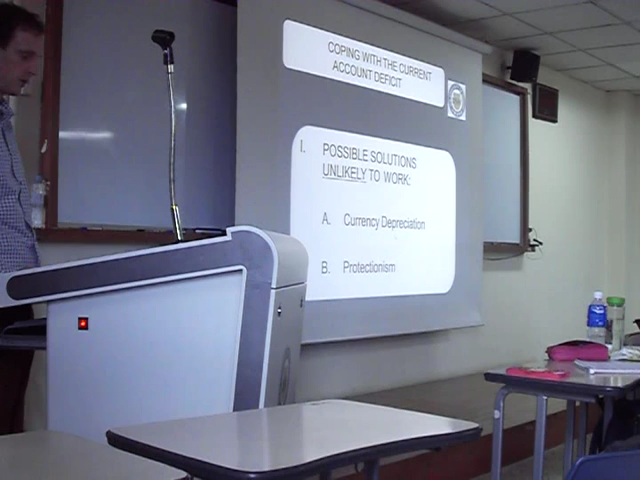 COPING WITH THE CURRENT
ACCOUNT DEFICIT
I. POSSIBLE SOLUTIONS
UNLIKELY TO WORK:
A. Currency Depreciation
B. Protectionism